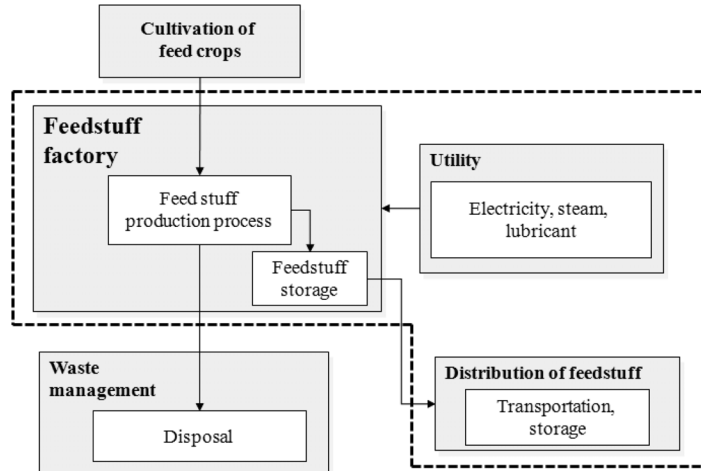 Cultivation of
feed crops
Feedstuff
factory
Feed stuff
production process
Feedstuff
storage
Utility
Electricity, steam,
lubricant
Waste
management
Disposal
Distribution of feedstuff
Transportation,
storage